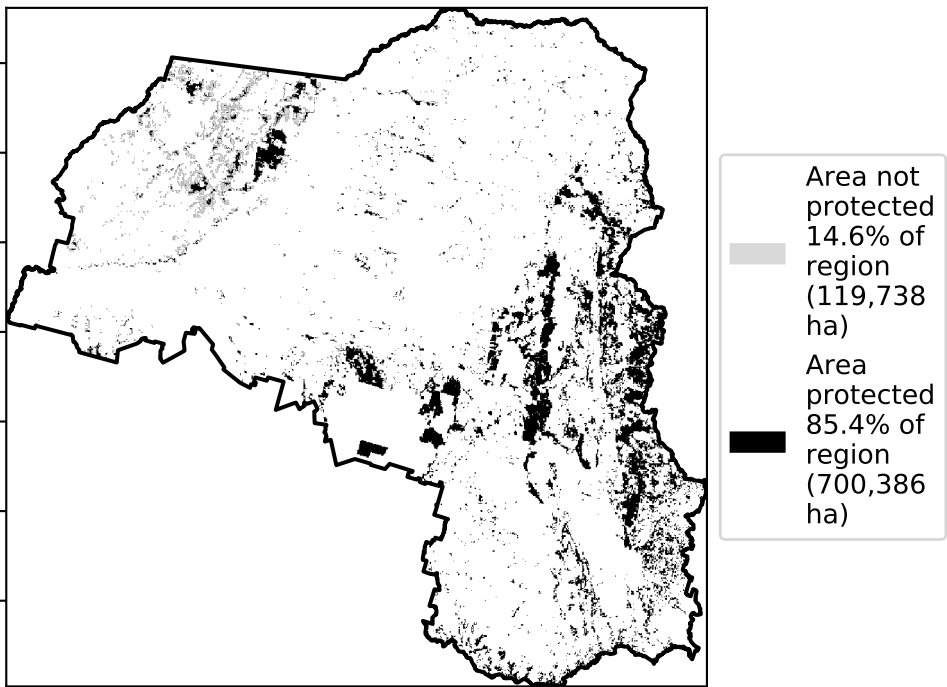 Area not
protected
14.6% of
region
(119,738
ha)
Area
protected
85.4% of
region
(700,386
ha)